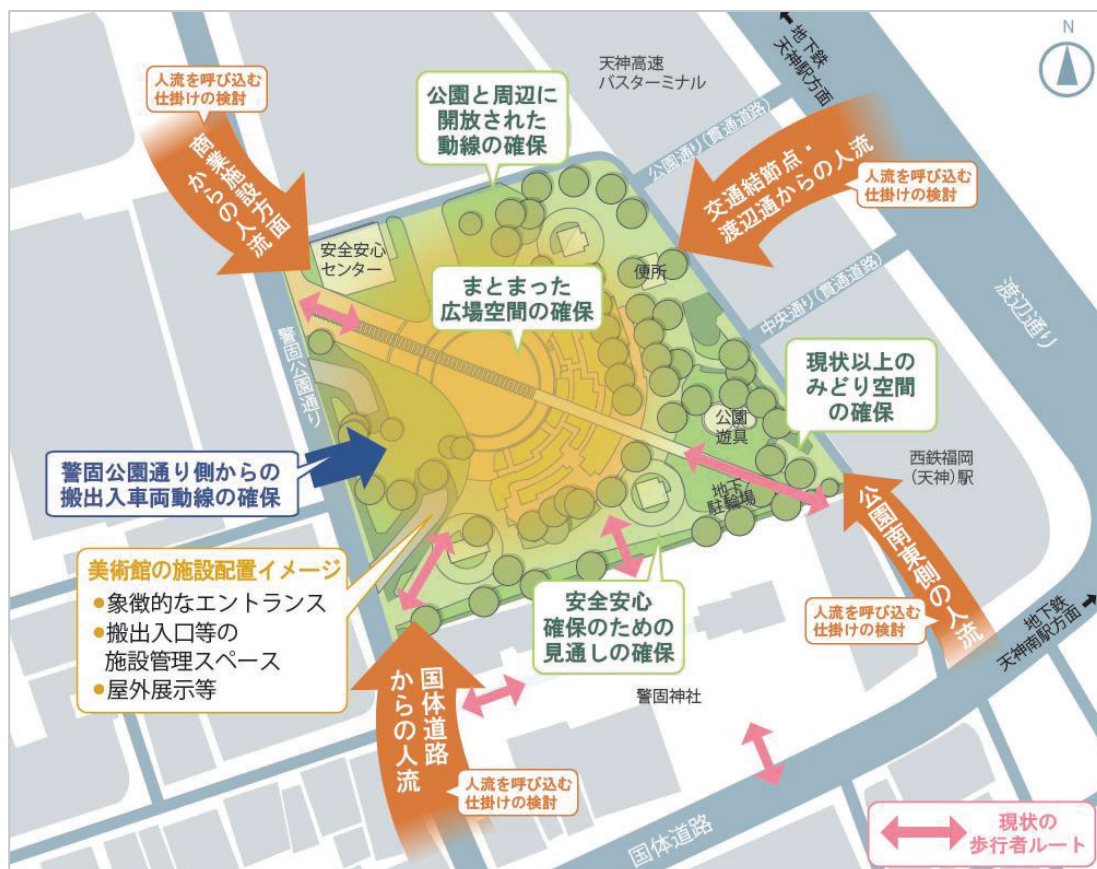 N
地下鉄
天神駅方面
天神高速
バスターミナル
人流を呼び込む
仕掛けの検討
商業施設方面
からの人流
公園と周辺に
開放された
動線の確保
公園通り(貫通道路)
交通結節点・
渡辺通からの人流
人流を呼び込む
仕掛けの検討
安全安心
センター
まとまった
広場空間の確保
便所
中央通り(貫通道路)
渡辺通り
警固公園通り
現状以上の
みどり空間
の確保
公園
遊具
警固公園通り側からの
搬出入車両動線の確保
西鉄福岡
(天神)駅
地下
駐輪場
公園南東側の人流
人流を呼び込む
仕掛けの検討
地下鉄
天神南駅方面
美術館の施設配置イメージ
●象徴的なエントランス
●搬出入口等の
施設管理スペース
●屋外展示等
安全安心
確保のための
見通しの確保
国体道路
からの人流
人流を呼び込む
仕掛けの検討
警固神社
国体道路
現状の
歩行者ルート